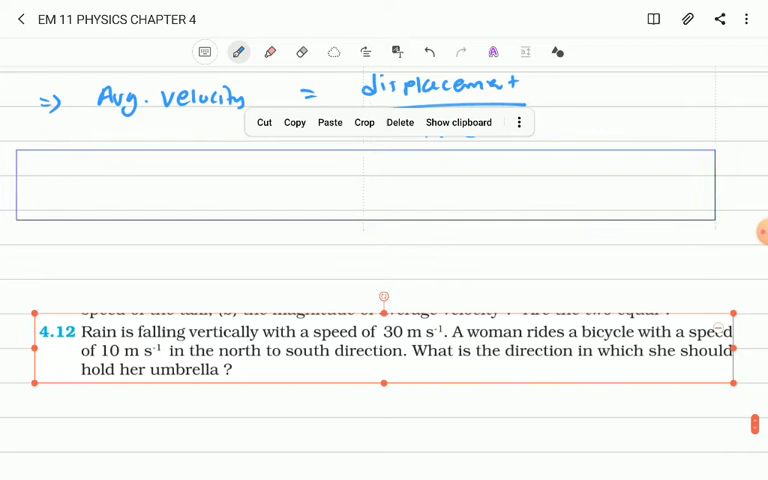 EM 11 PHYSICS CHAPTER 4
=> Avg. velocity = displacement
Cut Copy Paste Crop Delete Show clipboard
4.12 Rain is falling vertically with a speed of 30 m s⁻¹. A woman rides a bicycle with a speed
of 10 m s⁻¹ in the north to south direction. What is the direction in which she should
hold her umbrella ?